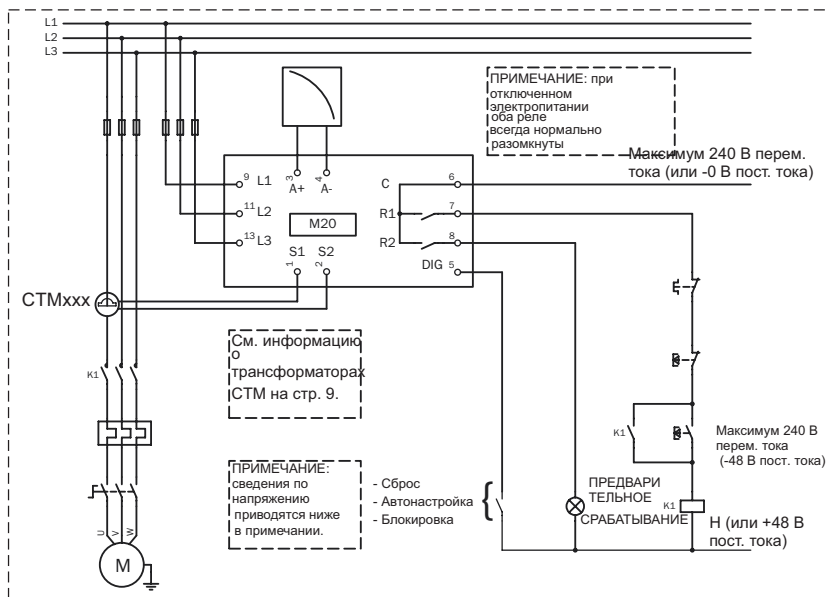 L1
L2
L3
ПРИМЕЧАНИЕ: при
отключенном
электропитании
оба реле
всегда нормально
разомкнуты
Максимум 240 В перем.
тока (или -0 В пост. тока)
9 L1
3 A+
4 A-
C 6
11 L2
M20
R1 7
13 L3
R2 8
S1 1
S2 2
DIG 5
CTMxxx
См. информацию
о
трансформаторах
СТМ на стр. 9.
K1
K1
Максимум 240 В
перем. тока
(-48 В пост. тока)
ПРИМЕЧАНИЕ:
сведения по
напряжению
приводятся ниже
в примечании.
- Сброс
- Автонастройка
- Блокировка
ПРЕДВАРИ
ТЕЛЬНОЕ
СРАБАТЫВАНИЕ
K1
Н (или +48 В
пост. тока)
U
V
W
M